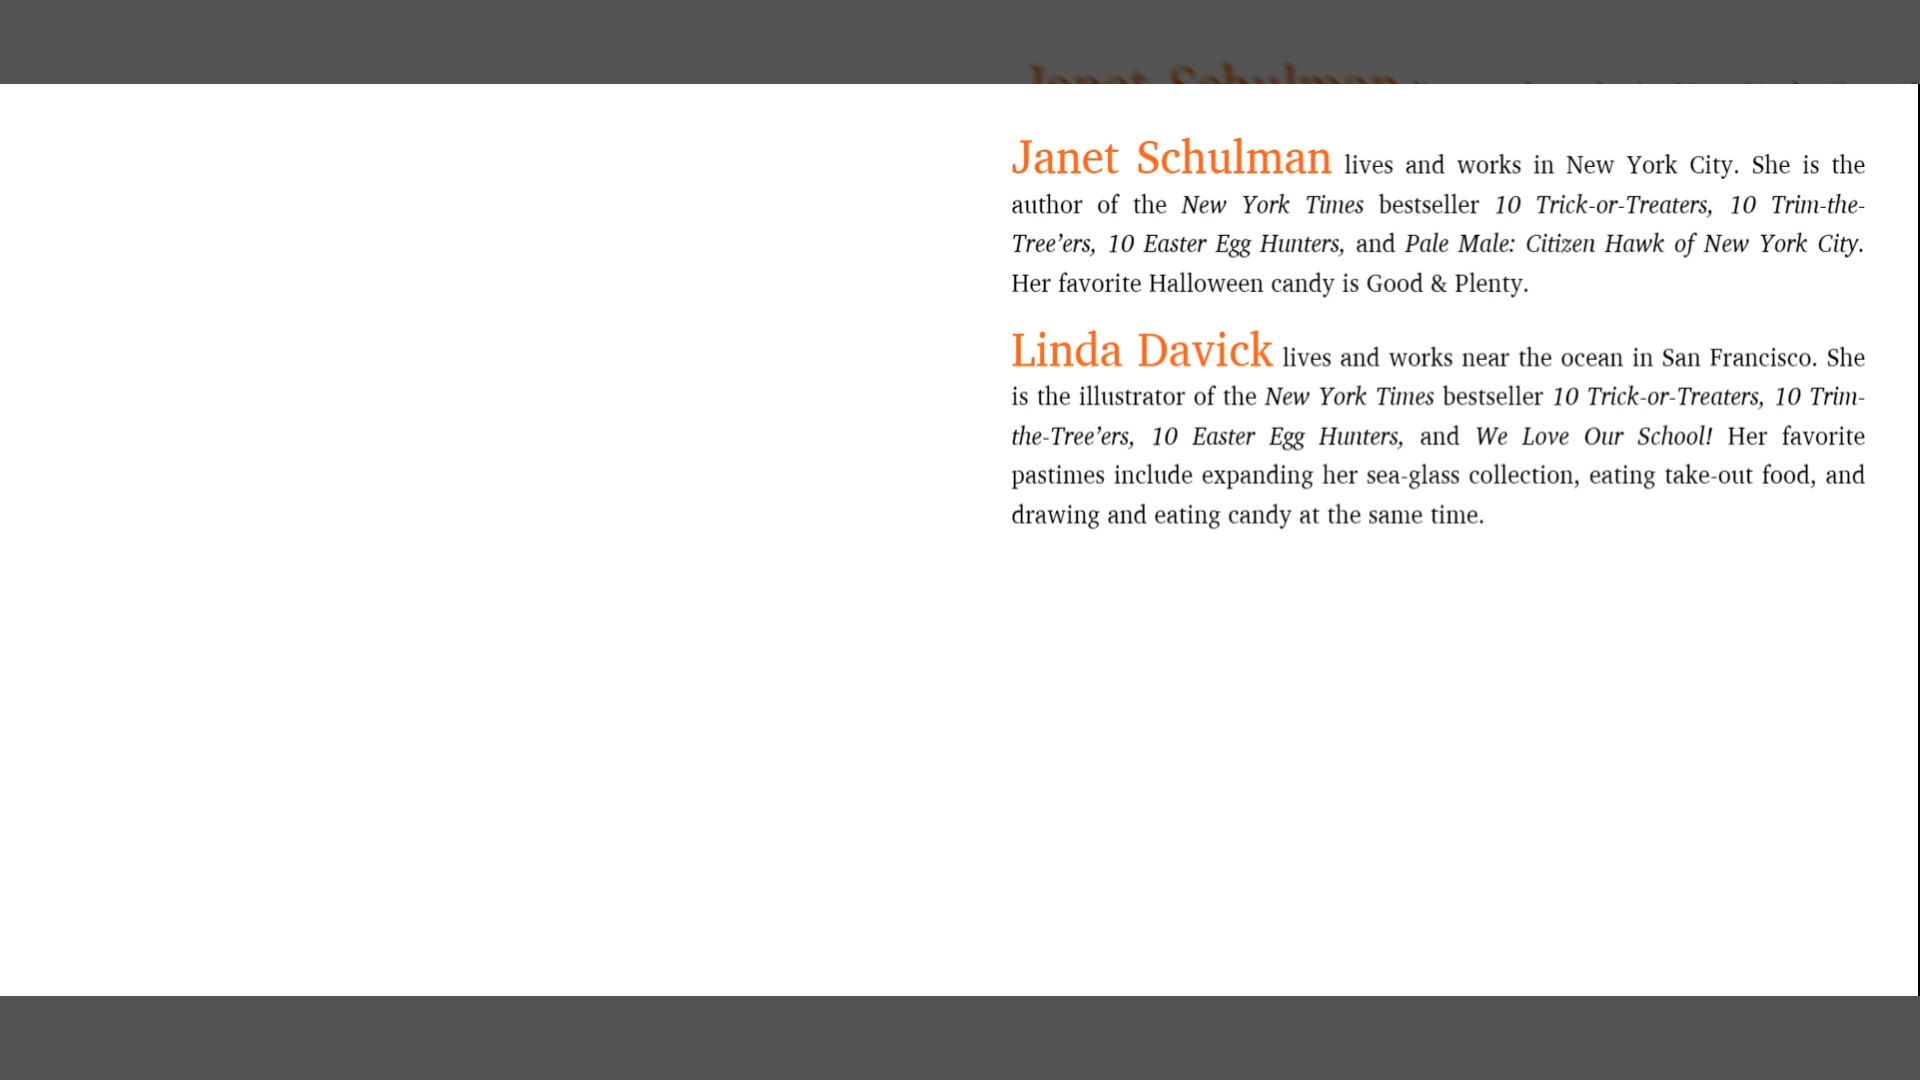 Janet Schulman lives and works in New York City. She is the
author of the New York Times bestseller 10 Trick-or-Treaters, 10 Trim-the-
Tree’ers, 10 Easter Egg Hunters, and Pale Male: Citizen Hawk of New York City.
Her favorite Halloween candy is Good & Plenty.
Linda Davick lives and works near the ocean in San Francisco. She
is the illustrator of the New York Times bestseller 10 Trick-or-Treaters, 10 Trim-
the-Tree’ers, 10 Easter Egg Hunters, and We Love Our School! Her favorite
pastimes include expanding her sea-glass collection, eating take-out food, and
drawing and eating candy at the same time.